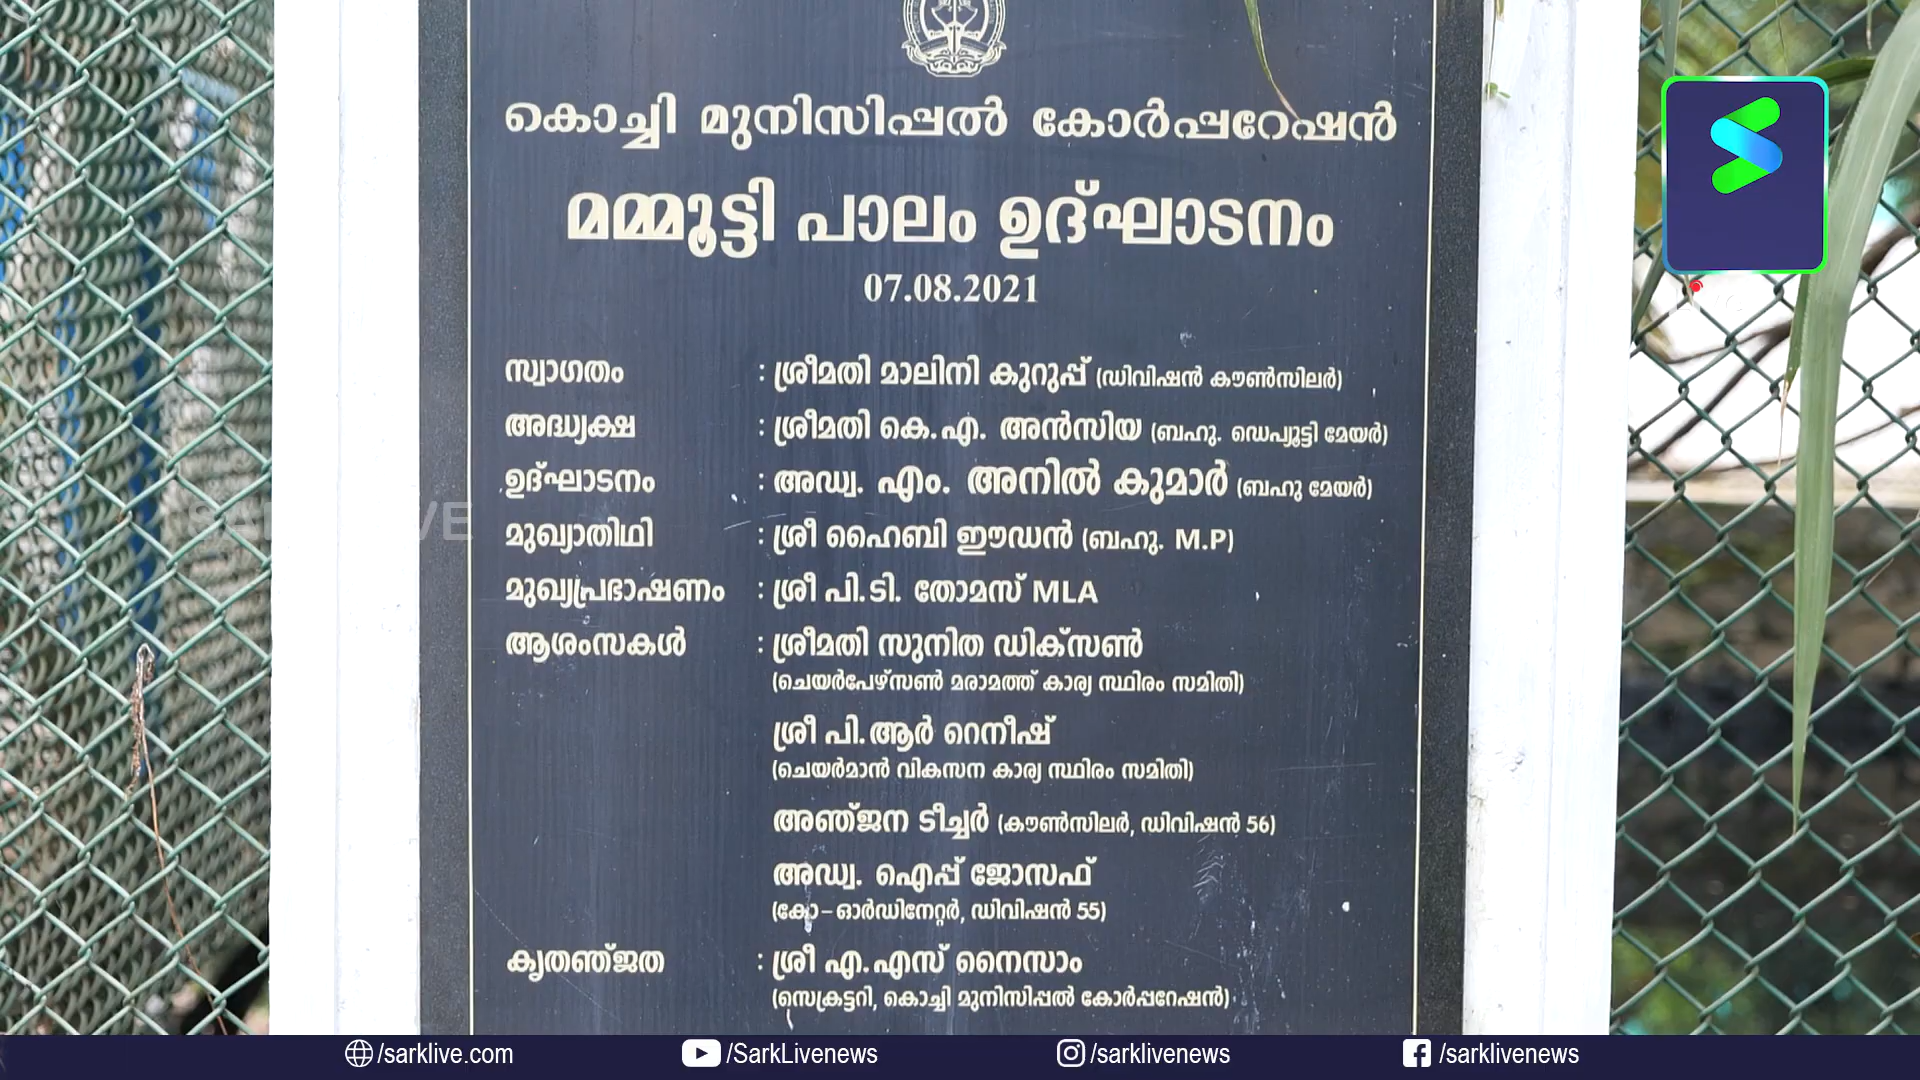 കൊച്ചി മുനിസിപ്പൽ കോർപ്പറേഷൻ
മമ്മൂട്ടി പാലം ഉദ്ഘാടനം
07.08.2021
സ്വാഗതം : ശ്രീമതി മാലിനി കുറുപ്പ് (ഡിവിഷൻ കൗൺസിലർ)
അദ്ധ്യക്ഷ : ശ്രീമതി കെ.എ. അൻസിയ (ബഹു. ഡെപ്യൂട്ടി മേയർ)
ഉദ്ഘാടനം : അഡ്വ. എം. അനിൽ കുമാർ (ബഹു മേയർ)
മുഖ്യാതിഥി : ശ്രീ ഹൈബി ഈഡൻ (ബഹു. M.P)
മുഖ്യപ്രഭാഷണം : ശ്രീ പി.ടി. തോമസ് MLA
ആശംസകൾ : ശ്രീമതി സുനിത ഡിക്സൺ
(ചെയർപേഴ്സൺ മരാമത്ത് കാര്യ സ്ഥിരം സമിതി)
ശ്രീ പി.ആർ റെനീഷ്
(ചെയർമാൻ വികസന കാര്യ സ്ഥിരം സമിതി)
അഞ്ജന ടീച്ചർ (കൗൺസിലർ, ഡിവിഷൻ 56)
അഡ്വ. ഐപ്പ് ജോസഫ്
(കോ-ഓർഡിനേറ്റർ, ഡിവിഷൻ 55)
കൃതഞ്ജത : ശ്രീ എ.എസ് നൈസാം
(സെക്രട്ടറി, കൊച്ചി മുനിസിപ്പൽ കോർപ്പറേഷൻ)
/sarklive.com /SarkLivenews /sarklivenews /sarklivenews